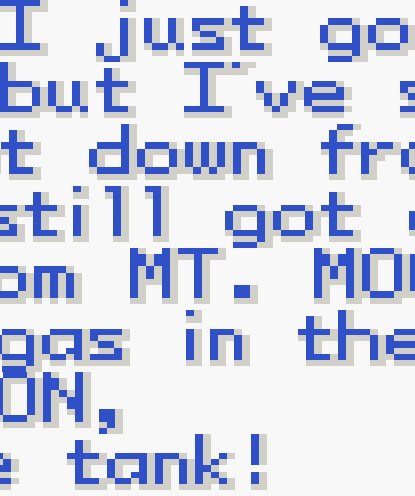 I just go
but I've s
t down fro
still got
om MT. MO
gas in the
ON,
e tank!